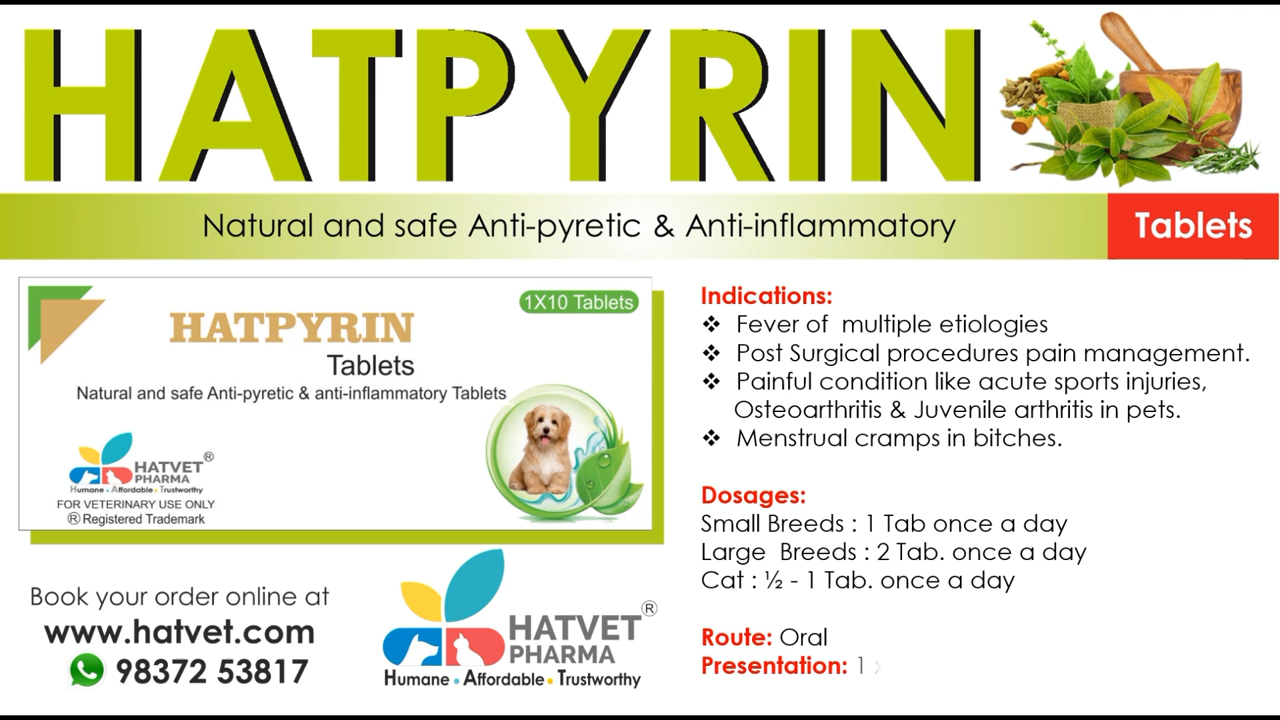 HATPYRIN
Natural and safe Anti-pyretic & Anti-inflammatory
Tablets
1X10 Tablets
HATPYRIN
Tablets
Natural and safe Anti-pyretic & anti-inflammatory Tablets
HATVET®
PHARMA
Humane • Affordable • Trustworthy
FOR VETERINARY USE ONLY
® Registered Trademark
Book your order online at
www.hatvet.com
98372 53817
HATVET®
PHARMA
Humane • Affordable • Trustworthy
Indications:
❖ Fever of multiple etiologies
❖ Post Surgical procedures pain management.
❖ Painful condition like acute sports injuries,
Osteoarthritis & Juvenile arthritis in pets.
❖ Menstrual cramps in bitches.
Dosages:
Small Breeds : 1 Tab once a day
Large Breeds : 2 Tab. once a day
Cat : ½ - 1 Tab. once a day
Route: Oral
Presentation: 1